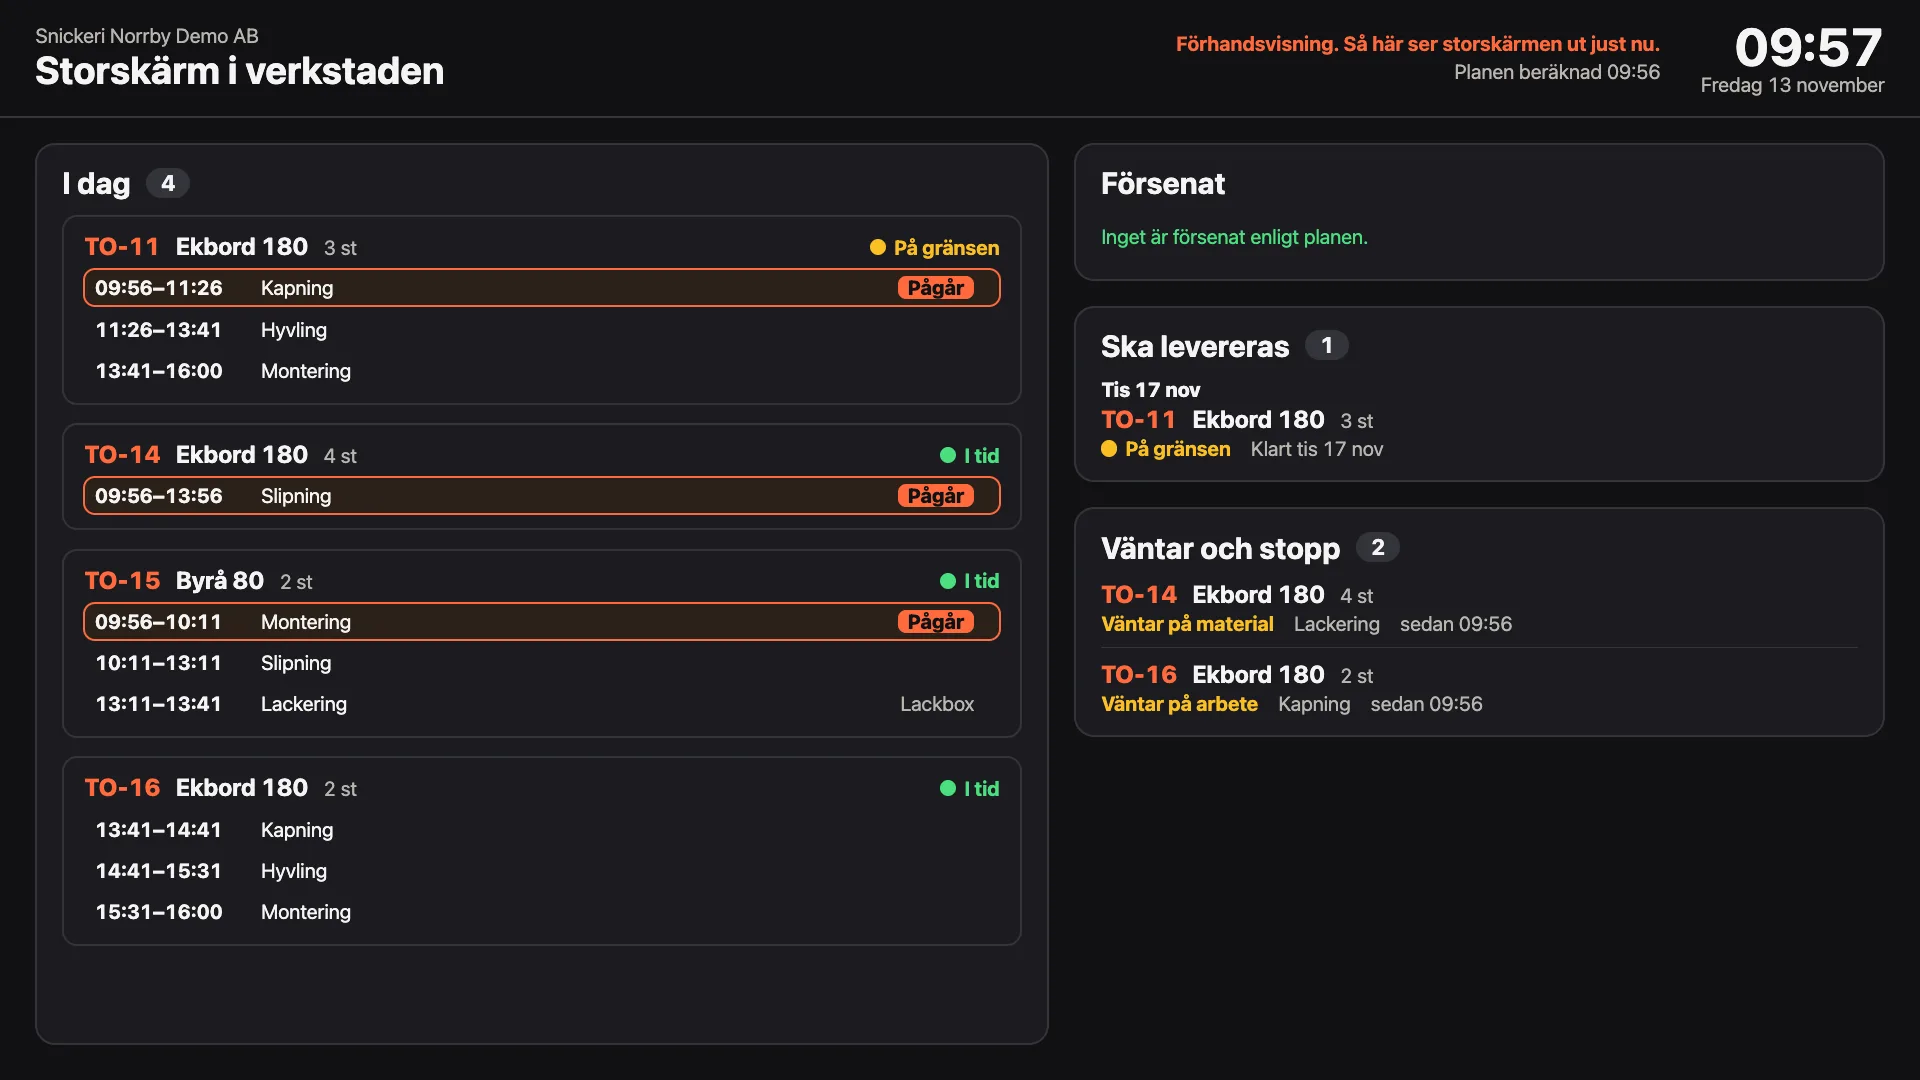 Snickeri Norrby Demo AB
Storskärm i verkstaden
Förhandsvisning. Så här ser storskärmen ut just nu.
Planen beräknad 09:56
09:57
Fredag 13 november
I dag 4
TO-11 Ekbord 180 3 st På gränsen
09:56–11:26 Kapning Pågår
11:26–13:41 Hyvling
13:41–16:00 Montering
TO-14 Ekbord 180 4 st I tid
09:56–13:56 Slipning Pågår
TO-15 Byrå 80 2 st I tid
09:56–10:11 Montering Pågår
10:11–13:11 Slipning
13:11–13:41 Lackering Lackbox
TO-16 Ekbord 180 2 st I tid
13:41–14:41 Kapning
14:41–15:31 Hyvling
15:31–16:00 Montering
Försenat
Inget är försenat enligt planen.
Ska levereras 1
Tis 17 nov
TO-11 Ekbord 180 3 st
På gränsen Klart tis 17 nov
Väntar och stopp 2
TO-14 Ekbord 180 4 st
Väntar på material Lackering sedan 09:56
TO-16 Ekbord 180 2 st
Väntar på arbete Kapning sedan 09:56